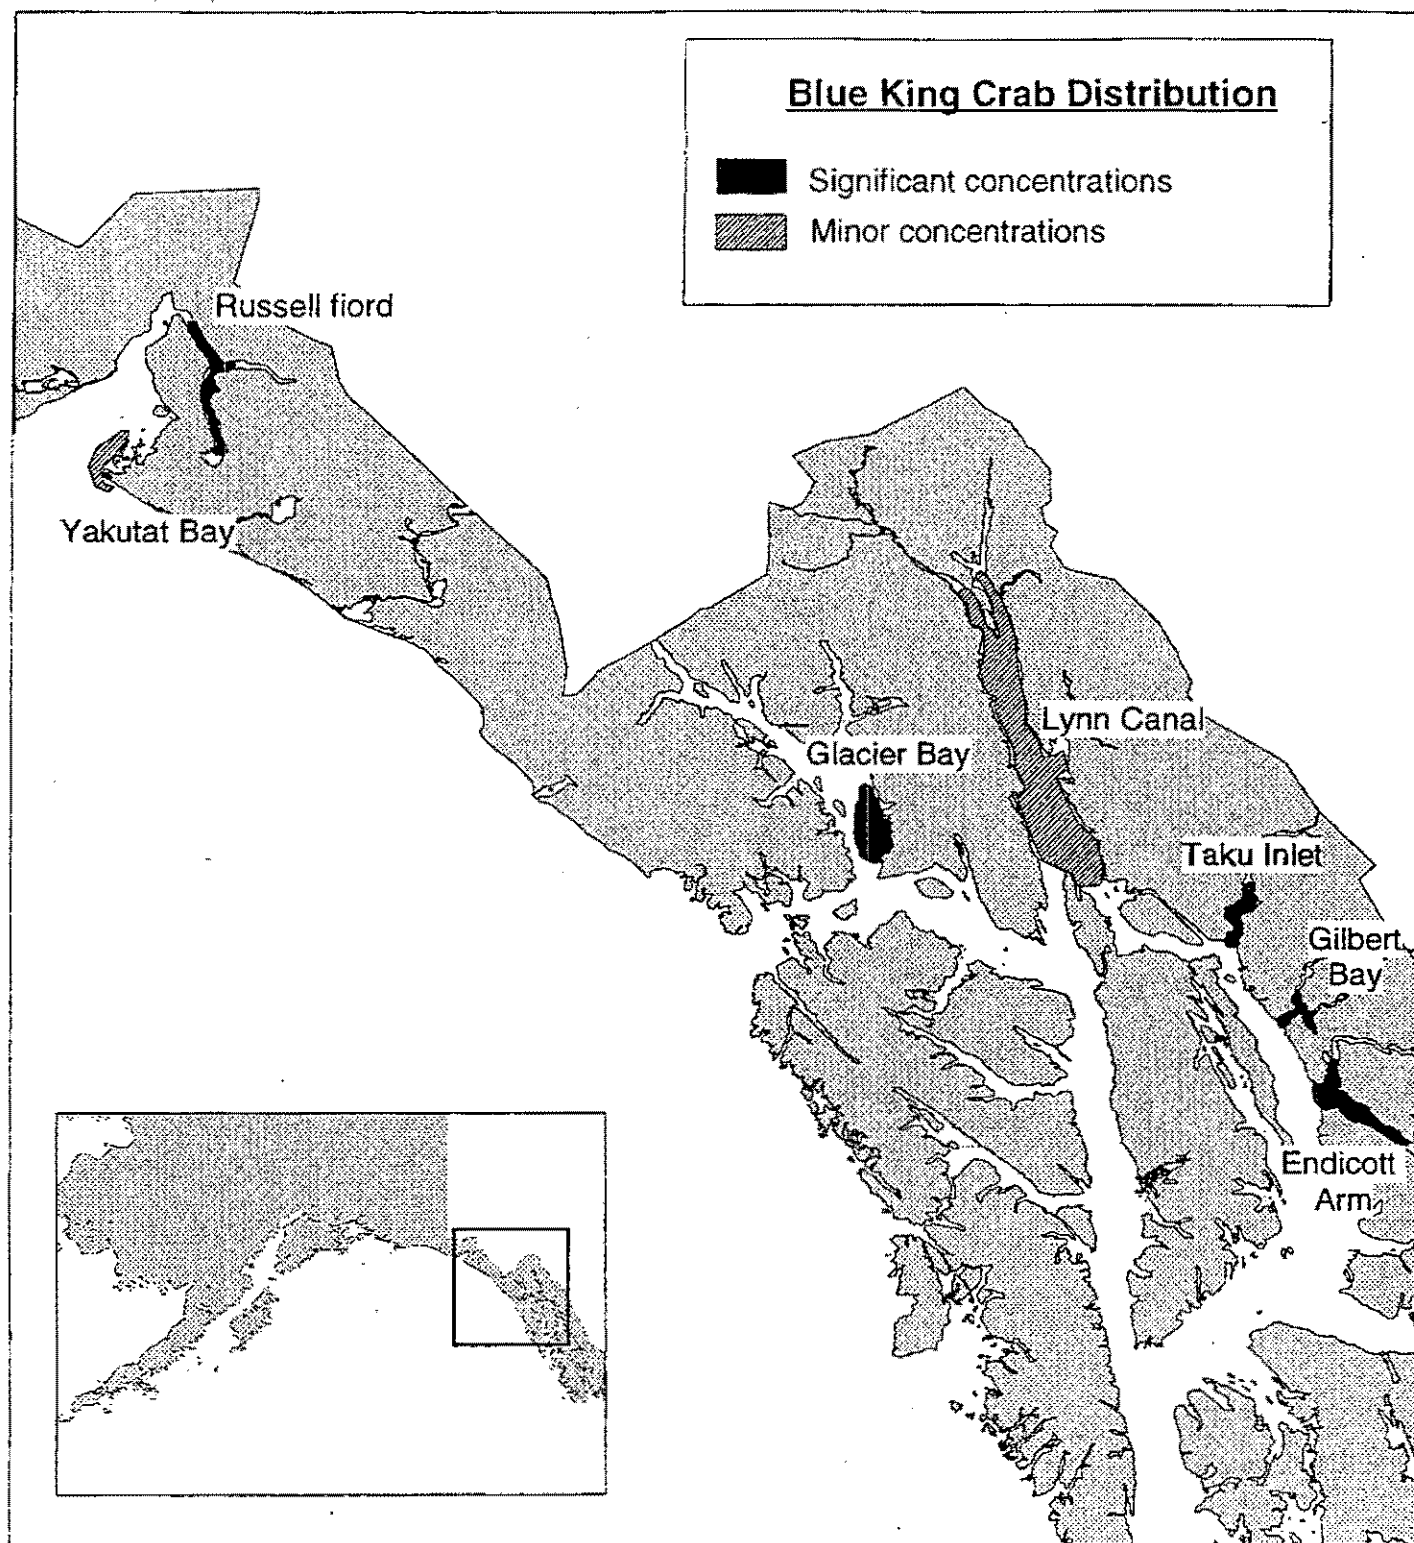 Blue King Crab Distribution
Significant concentrations
Minor concentrations
Russell fiord
Yakutat Bay
Lynn Canal
Glacier Bay
Taku Inlet
Gilbert
Bay
Endicott
Arm